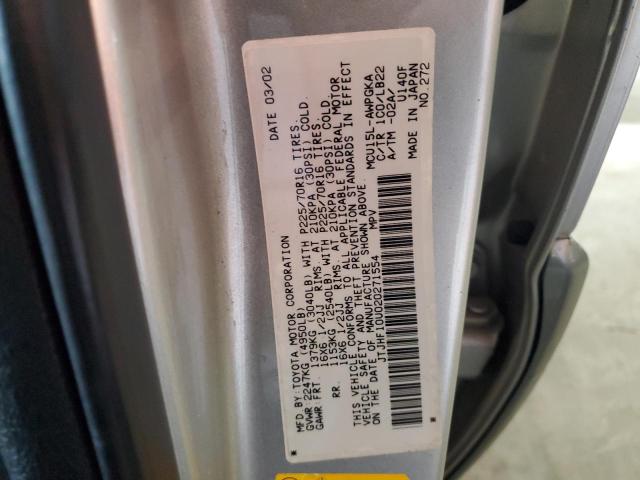 MFD BY: TOYOTA MOTOR CORPORATION DATE 03/02
GVWR: 2247KG (4950LB)
GAWR: FRT. 1379KG (3040LB) WITH P225/70R16 TIRES.
16X6 1/2JJ RIMS. AT 210KPA (30PSI) COLD.
RR. 1153KG (2540LB) WITH P225/70R16 TIRES.
16X6 1/2JJ RIMS. AT 210KPA (30PSI) COLD.
THIS VEHICLE CONFORMS TO ALL APPLICABLE FEDERAL MOTOR
VEHICLE SAFETY AND THEFT PREVENTION STANDARDS IN EFFECT
ON THE DATE OF MANUFACTURE SHOWN ABOVE.
JTJHF10U020271554 MPV
MCU15L-AWPGKA
C/TR 1C0/LB22
A/TM -02A/ U140F
MADE IN JAPAN
NO.272